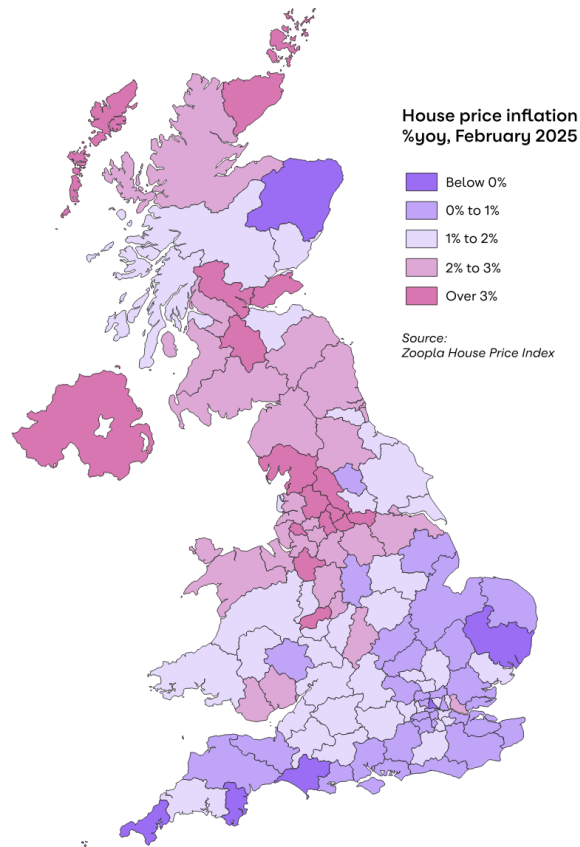 House price inflation
%yoy, February 2025
Below 0%
0% to 1%
1% to 2%
2% to 3%
Over 3%
Source:
Zoopla House Price Index